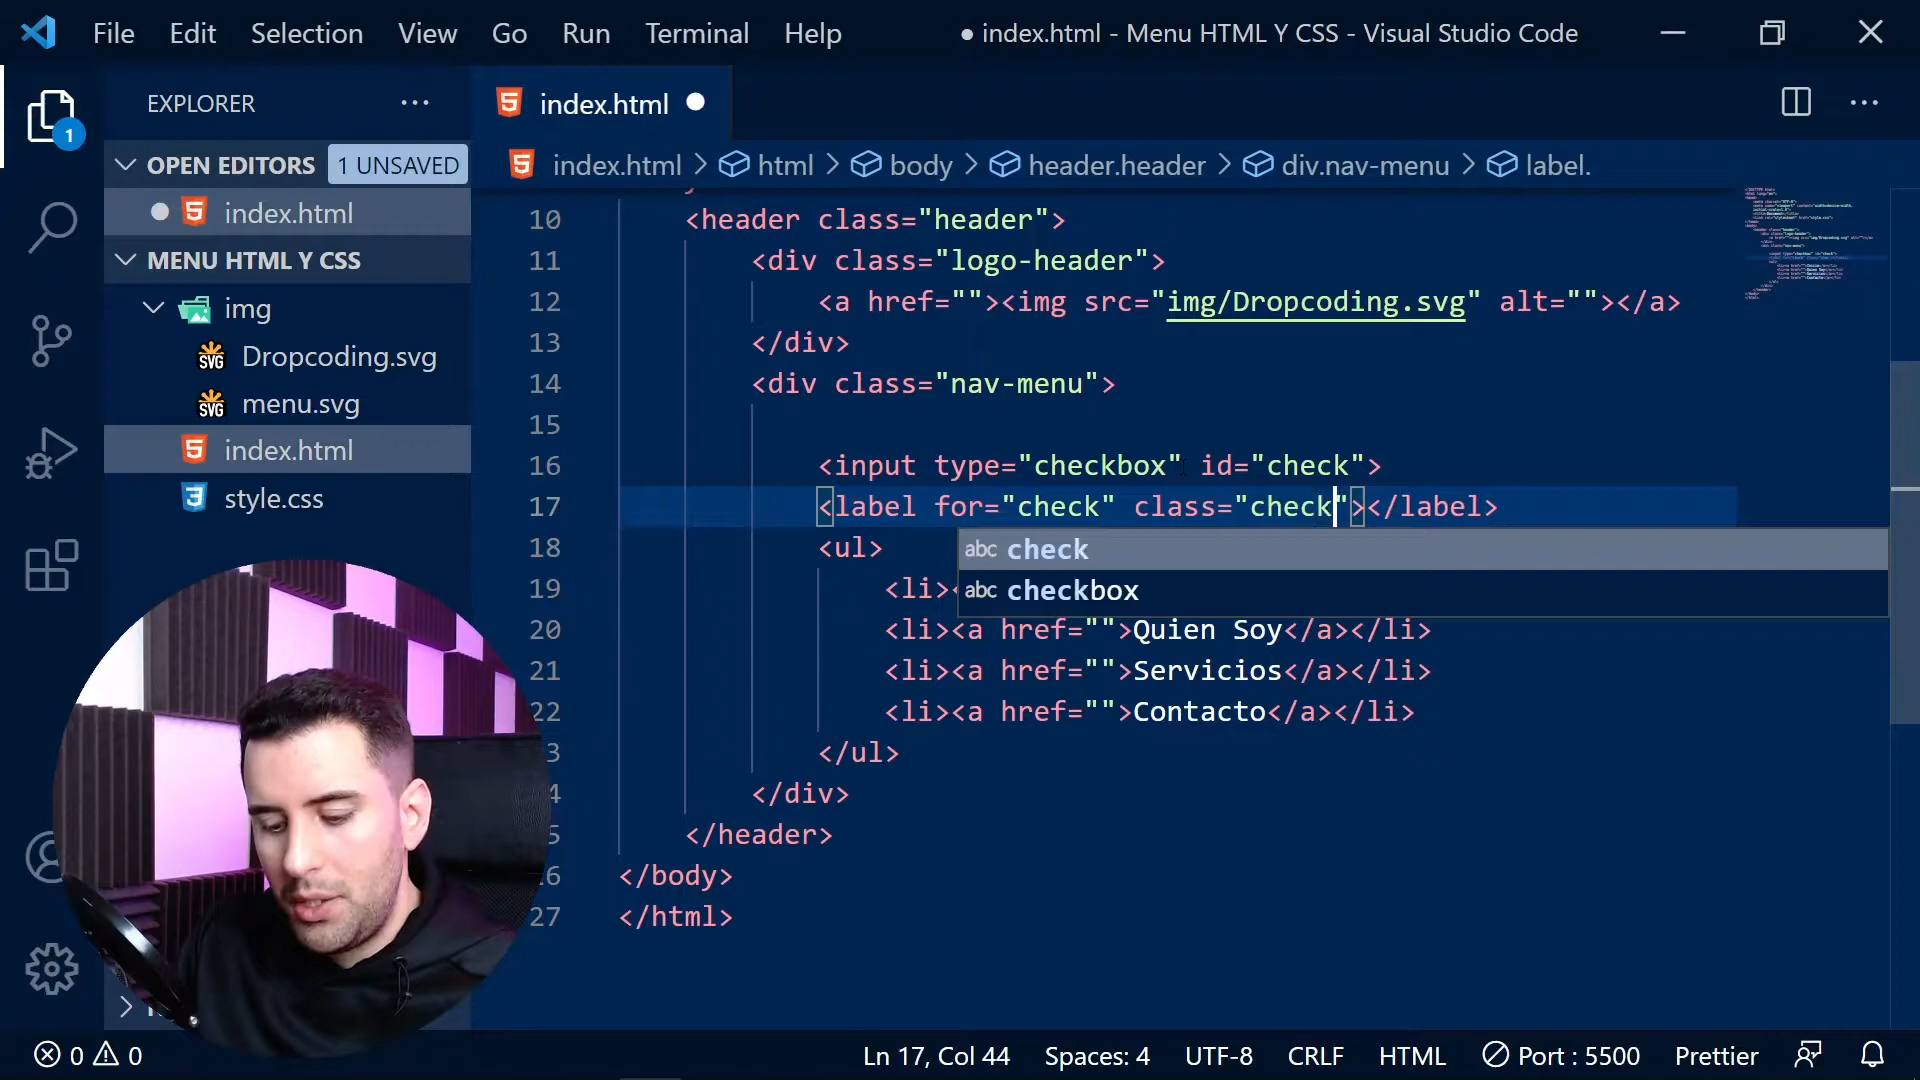 File Edit Selection View Go Run Terminal Help
● index.html - Menu HTML Y CSS - Visual Studio Code
1
EXPLORER
index.html
OPEN EDITORS 1 UNSAVED
index.html
MENU HTML Y CSS
img
Dropcoding.svg
menu.svg
index.html
style.css
index.html > html > body > header.header > div.nav-menu > label.
10 <header class="header">
11 <div class="logo-header">
12 <a href=""><img src="img/Dropcoding.svg" alt=""></a>
13 </div>
14 <div class="nav-menu">
15
16 <input type="checkbox" id="check">
17 <label for="check" class="check"></label>
18 <ul>
abc check
19 <li><
abc checkbox
20 <li><a href="">Quien Soy</a></li>
21 <li><a href="">Servicios</a></li>
22 <li><a href="">Contacto</a></li>
3 </ul>
4 </div>
5 </header>
26 </body>
27 </html>
0 0 Ln 17, Col 44 Spaces: 4 UTF-8 CRLF HTML Port : 5500 Prettier